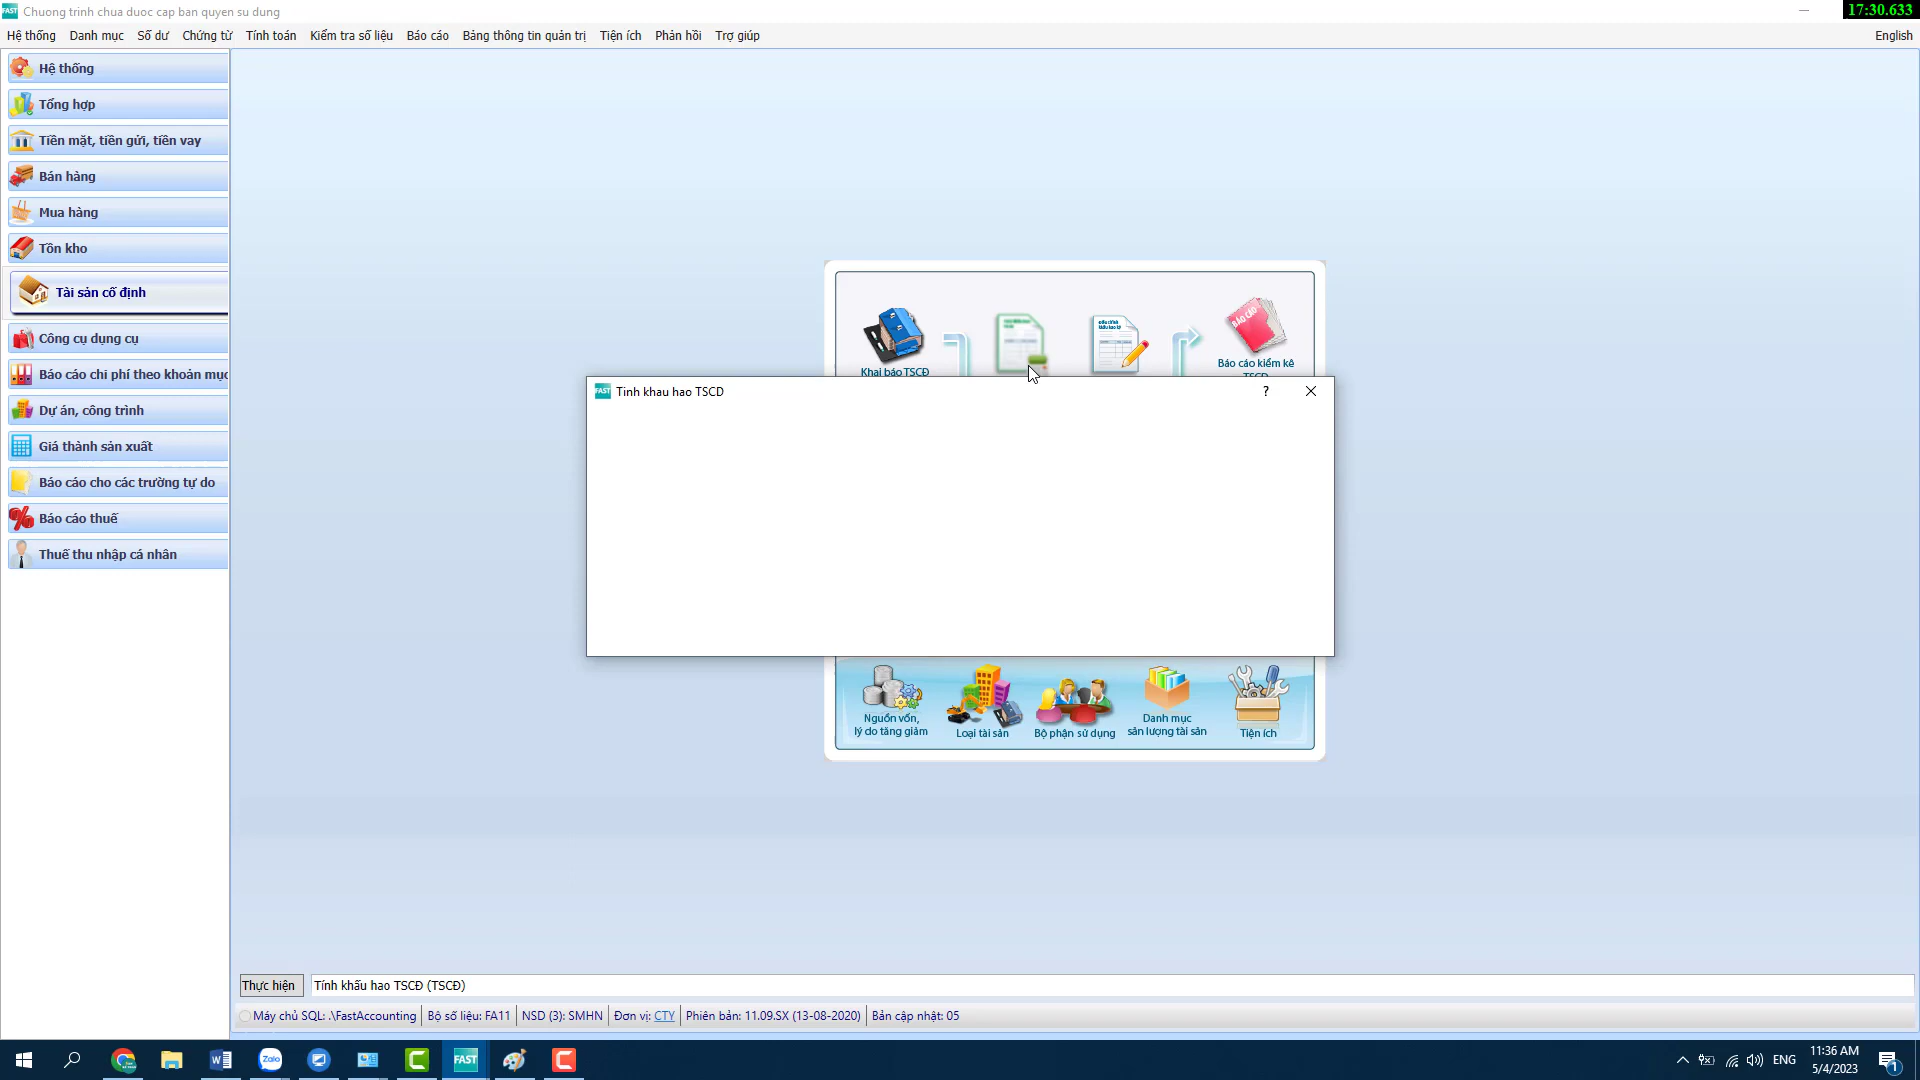 FAST Chuong trinh chua duoc cap ban quyen su dung
17:30.633
Hệ thống Danh mục Số dư Chứng từ Tính toán Kiểm tra số liệu Báo cáo Bảng thông tin quản trị Tiện ích Phản hồi Trợ giúp English
Hệ thống
Tổng hợp
Tiền mặt, tiền gửi, tiền vay
Bán hàng
Mua hàng
Tồn kho
Tài sản cố định
Công cụ dụng cụ
Báo cáo chi phí theo khoản mục
Dự án, công trình
Giá thành sản xuất
Báo cáo cho các trường tự do
Báo cáo thuế
Thuế thu nhập cá nhân
BÁO CÁO
Khai báo TSCĐ
Báo cáo kiểm kê
TSCĐ
FAST Tinh khau hao TSCD
?
Nguồn vốn,
lý do tăng giảm
Loại tài sản
Bộ phận sử dụng
Danh mục
sản lượng tài sản
Tiện ích
Thực hiện Tính khấu hao TSCĐ (TSCĐ)
Máy chủ SQL: .\FastAccounting Bộ số liệu: FA11 NSD (3): SMHN Đơn vị: CTY Phiên bản: 11.09.SX (13-08-2020) Bản cập nhật: 05
Zalo
FAST
ENG
11:36 AM
5/4/2023
1